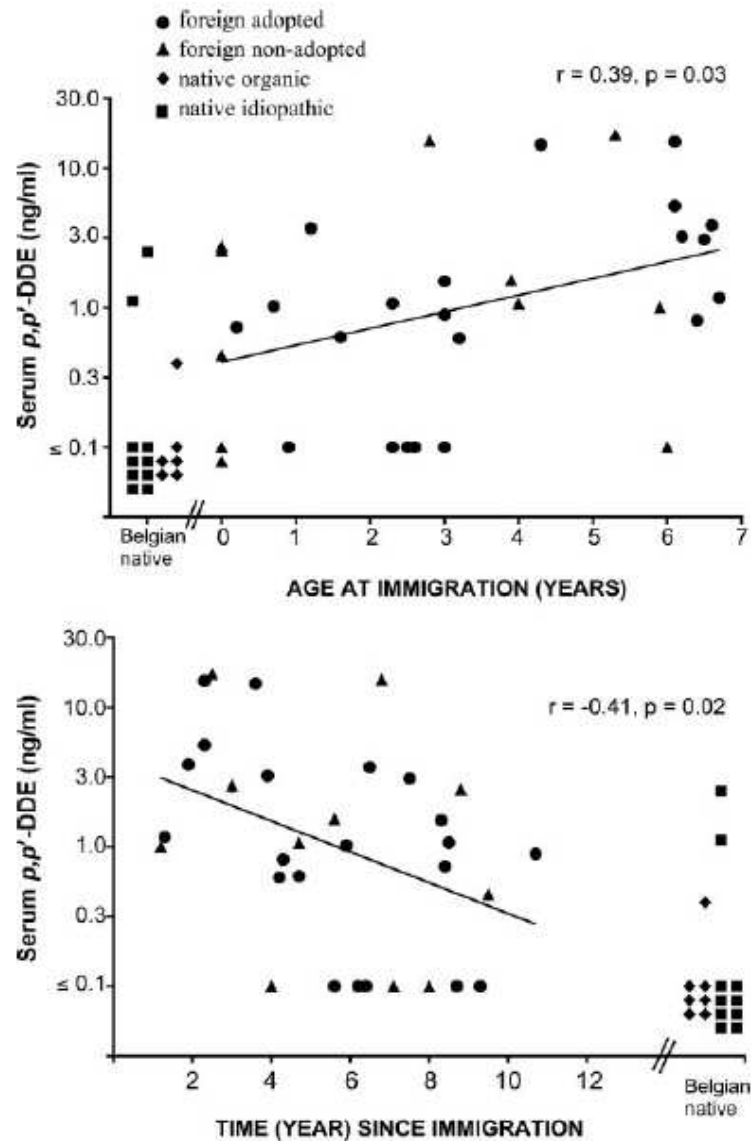 foreign adopted
foreign non-adopted
native organic
native idiopathic
r = 0.39, p = 0.03
Serum p,p'-DDE (ng/ml)
30.0
10.0
3.0
1.0
0.3
≤ 0.1
Belgian
native
0 1 2 3 4 5 6 7
AGE AT IMMIGRATION (YEARS)
r = -0.41, p = 0.02
Serum p,p'-DDE (ng/ml)
30.0
10.0
3.0
1.0
0.3
≤ 0.1
2 4 6 8 10 12
Belgian
native
TIME (YEAR) SINCE IMMIGRATION